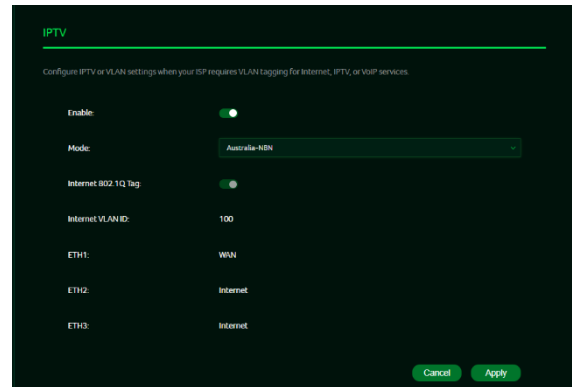 IPTV
Configure IPTV or VLAN settings when your ISP requires VLAN tagging for Internet, IPTV, or VoIP services.
Enable:
Mode: Australia-NBN
Internet 802.1Q Tag:
Internet VLAN ID: 100
ETH1: WAN
ETH2: Internet
ETH3: Internet
Cancel Apply